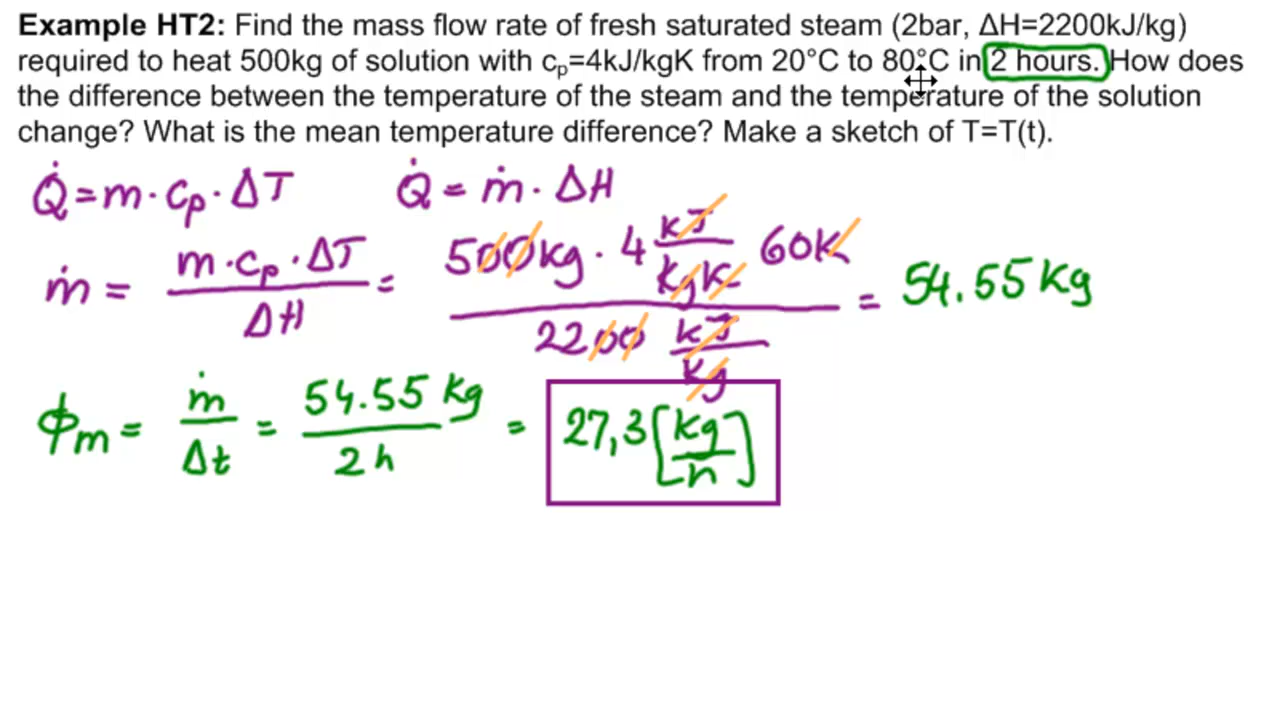 Example HT2: Find the mass flow rate of fresh saturated steam (2bar, ΔH=2200kJ/kg)
required to heat 500kg of solution with cp=4kJ/kgK from 20°C to 80°C in 2 hours. How does
the difference between the temperature of the steam and the temperature of the solution
change? What is the mean temperature difference? Make a sketch of T=T(t).
Q̇ = m · cp · ΔT Q̇ = ṁ · ΔH
ṁ = m · cp · ΔT / ΔH = 500kg · 4 kJ/kgK 60K / 2200 kJ/kg = 54.55 Kg
ϕm = ṁ / Δt = 54.55 Kg / 2h = 27,3 [kg/h]